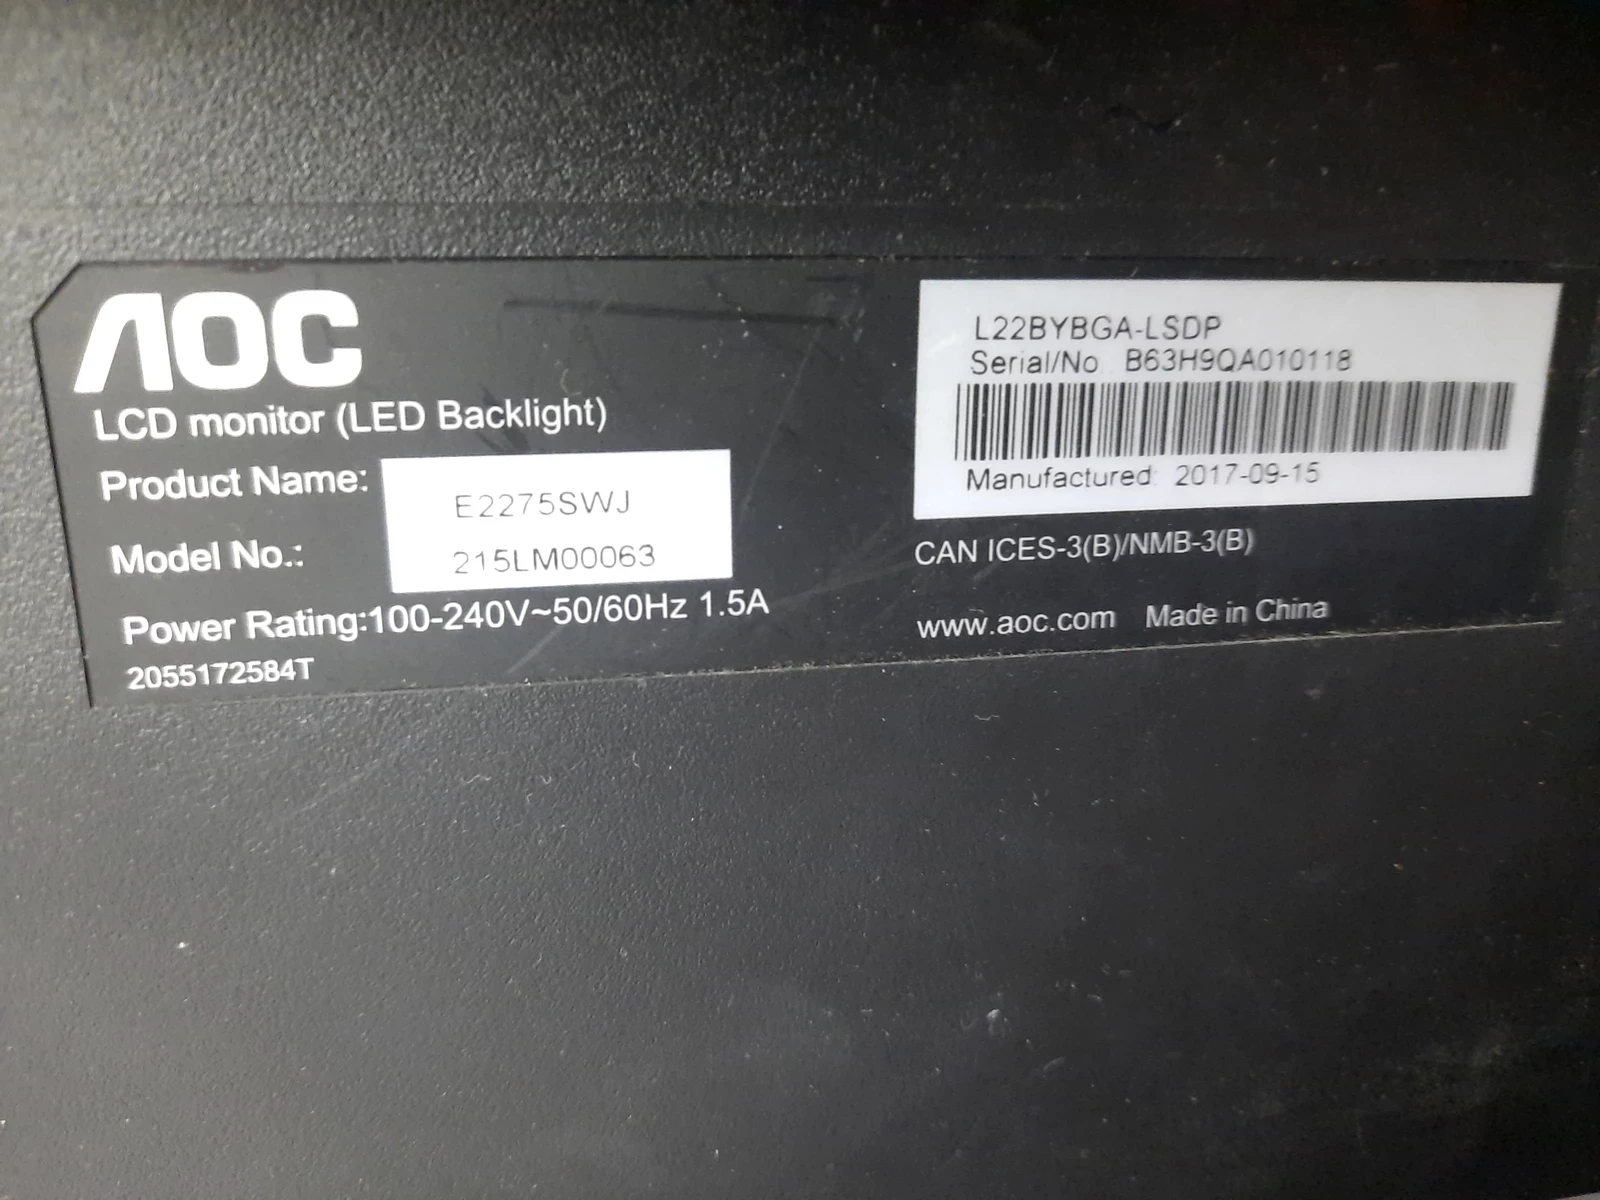 AOC
LCD monitor (LED Backlight)
Product Name: E2275SWJ
Model No.: 215LM00063
Power Rating:100-240V~50/60Hz 1.5A
2055172584T
L22BYBGA-LSDP
Serial/No B63H9QA010118
Manufactured: 2017-09-15
CAN ICES-3(B)/NMB-3(B)
www.aoc.com Made in China